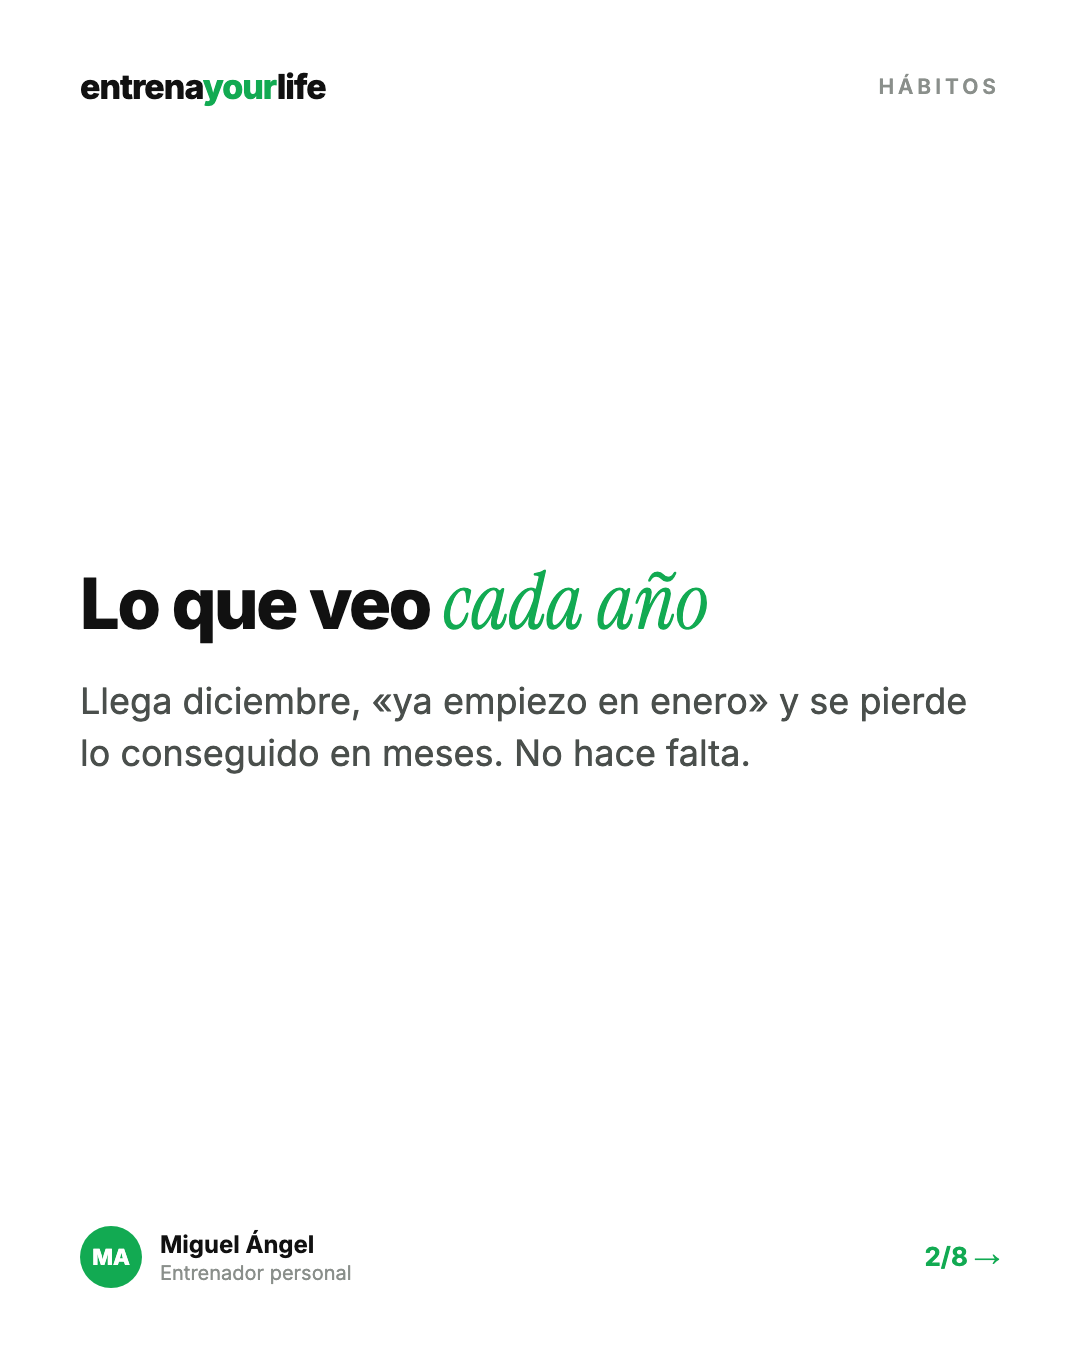 entrenayourlife
HÁBITOS
Lo que veo cada año
Llega diciembre, «ya empiezo en enero» y se pierde
lo conseguido en meses. No hace falta.
MA
Miguel Ángel
Entrenador personal
2/8 →